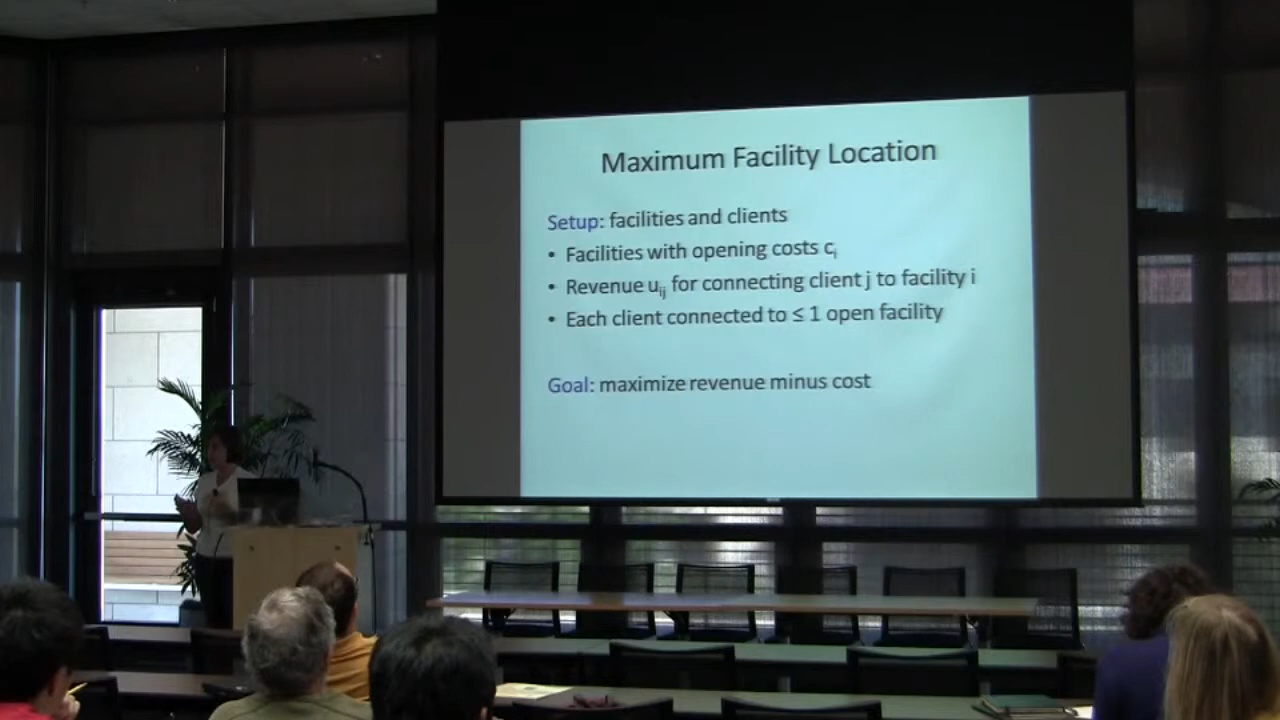 Maximum Facility Location
Setup: facilities and clients
• Facilities with opening costs cᵢ
• Revenue uᵢⱼ for connecting client j to facility i
• Each client connected to ≤ 1 open facility
Goal: maximize revenue minus cost